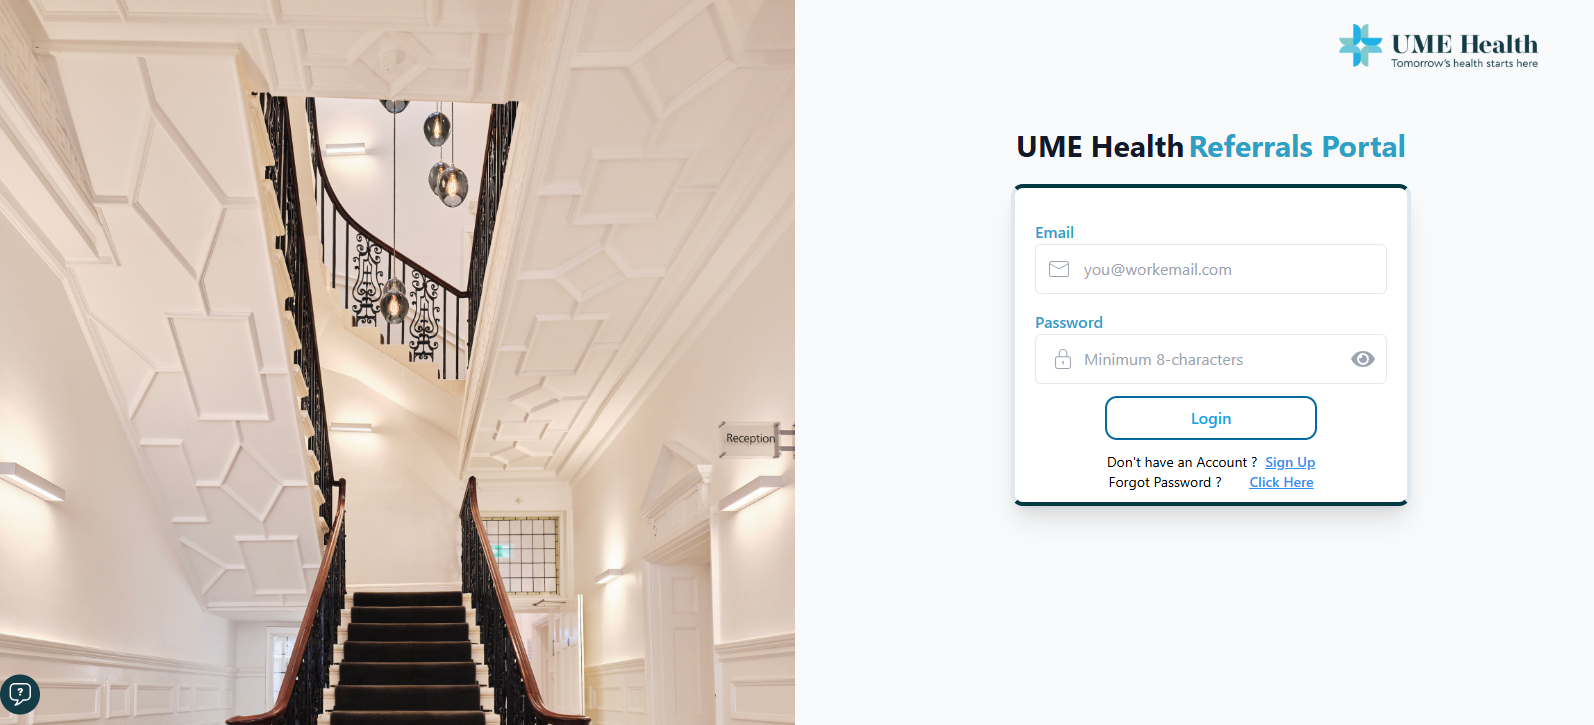 UME Health
Tomorrow's health starts here
UME Health Referrals Portal
Email
you@workemail.com
Password
Minimum 8-characters
Login
Don't have an Account ? Sign Up
Forgot Password ? Click Here
Reception
?